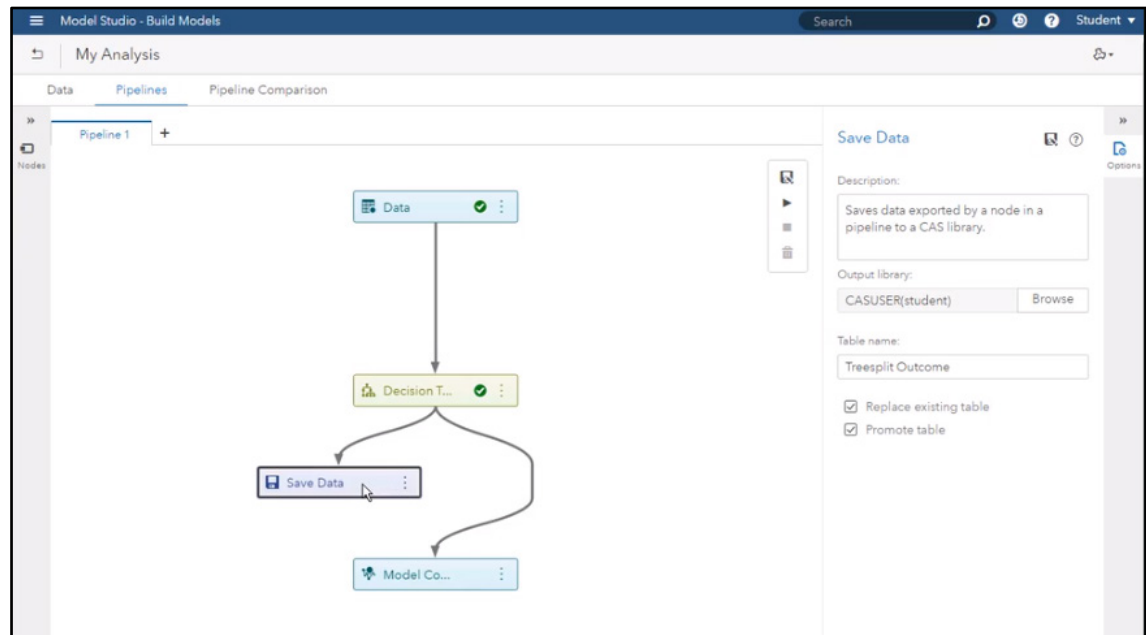 Model Studio - Build Models
Search
Student
My Analysis
Data
Pipelines
Pipeline Comparison
Nodes
Pipeline 1
+
Data
Decision T...
Save Data
Model Co...
Save Data
Options
Description:
Saves data exported by a node in a
pipeline to a CAS library.
Output library:
CASUSER(student)
Browse
Table name:
Treesplit Outcome
Replace existing table
Promote table